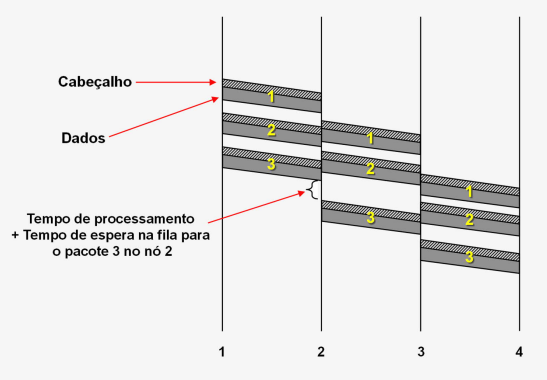 Cabeçalho
1
Dados
2
1
3
2
1
Tempo de processamento
+ Tempo de espera na fila para
o pacote 3 no nó 2
3
2
3
1
2
3
4